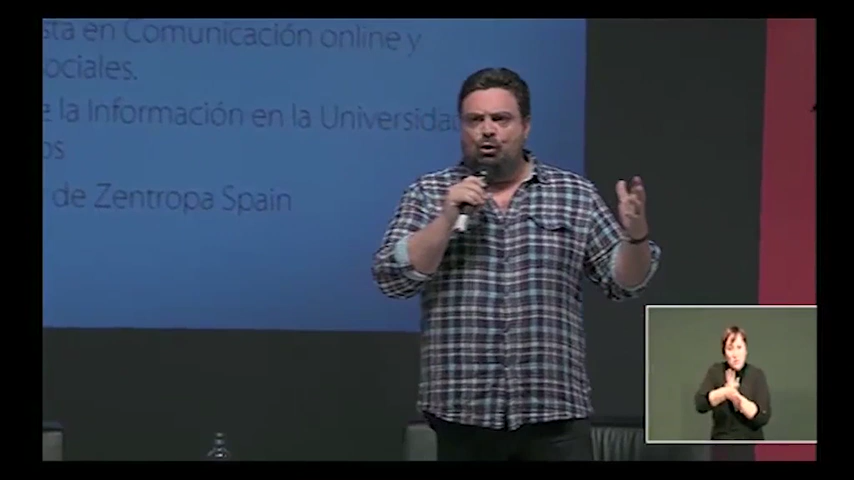 sta en Comunicación online y
ociales.
e la Información en la Universidad
os
r de Zentropa Spain